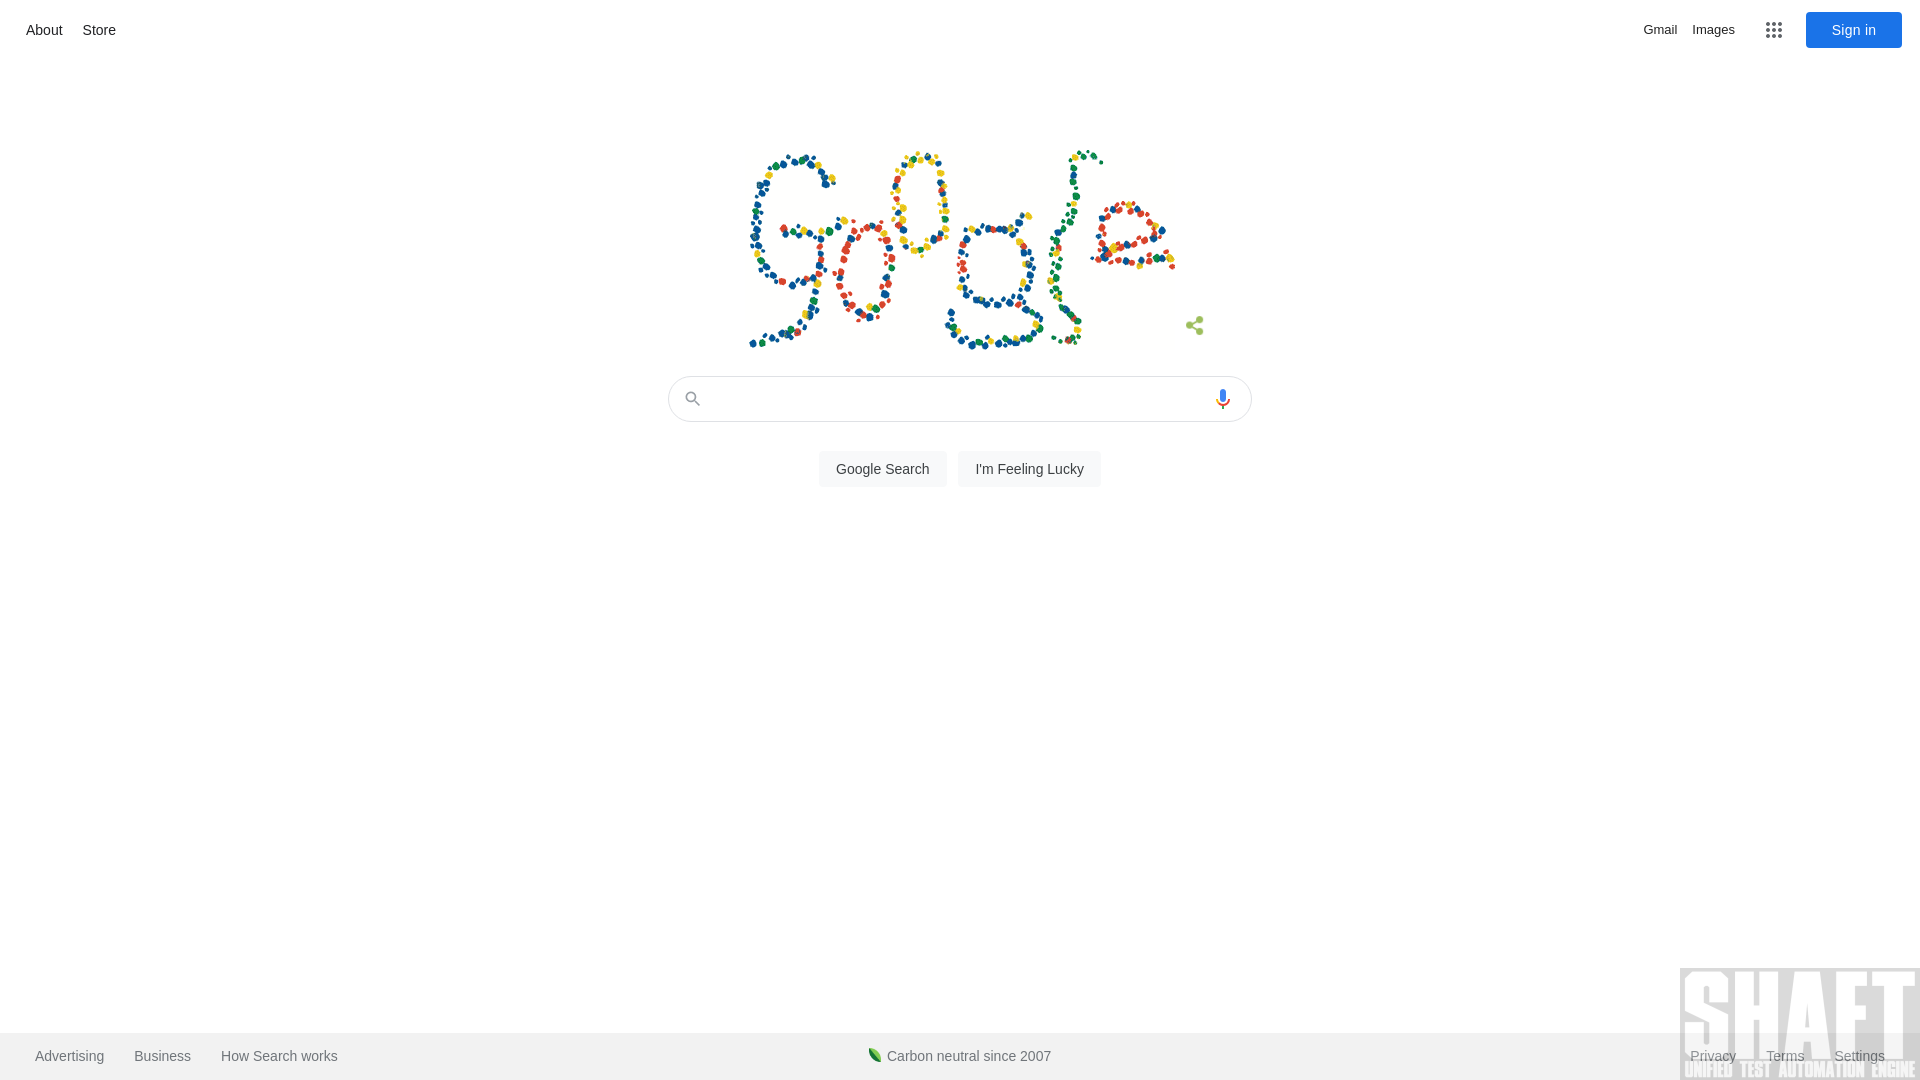 About Store
Gmail Images Sign in
Google
Google Search I'm Feeling Lucky
Advertising Business How Search works
Carbon neutral since 2007
Privacy Terms Settings
SHAFT
UNIFIED TEST AUTOMATION ENGINE